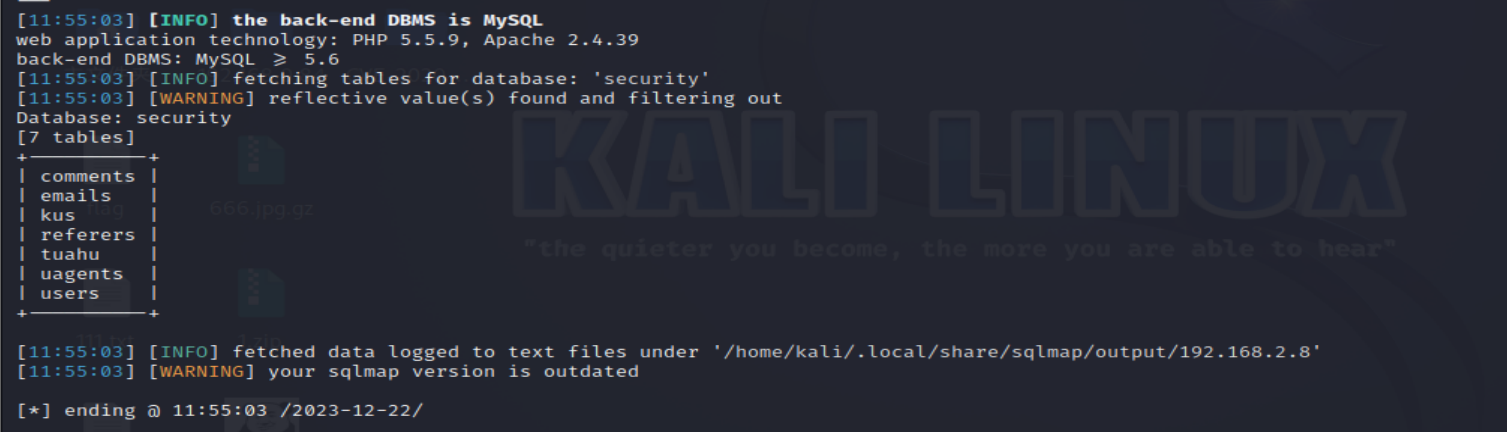 [11:55:03] [INFO] the back-end DBMS is MySQL
web application technology: PHP 5.5.9, Apache 2.4.39
back-end DBMS: MySQL ≥ 5.6
[11:55:03] [INFO] fetching tables for database: 'security'
[11:55:03] [WARNING] reflective value(s) found and filtering out
Database: security
[7 tables]
+----------+
| comments |
| emails   |
| kus      |
| referers |
| tuahu    |
| uagents  |
| users    |
+----------+
flag
666.jpg.gz
KALI LINUX
"the quieter you become, the more you are able to hear"
[11:55:03] [INFO] fetched data logged to text files under '/home/kali/.local/share/sqlmap/output/192.168.2.8'
[11:55:03] [WARNING] your sqlmap version is outdated
[*] ending @ 11:55:03 /2023-12-22/